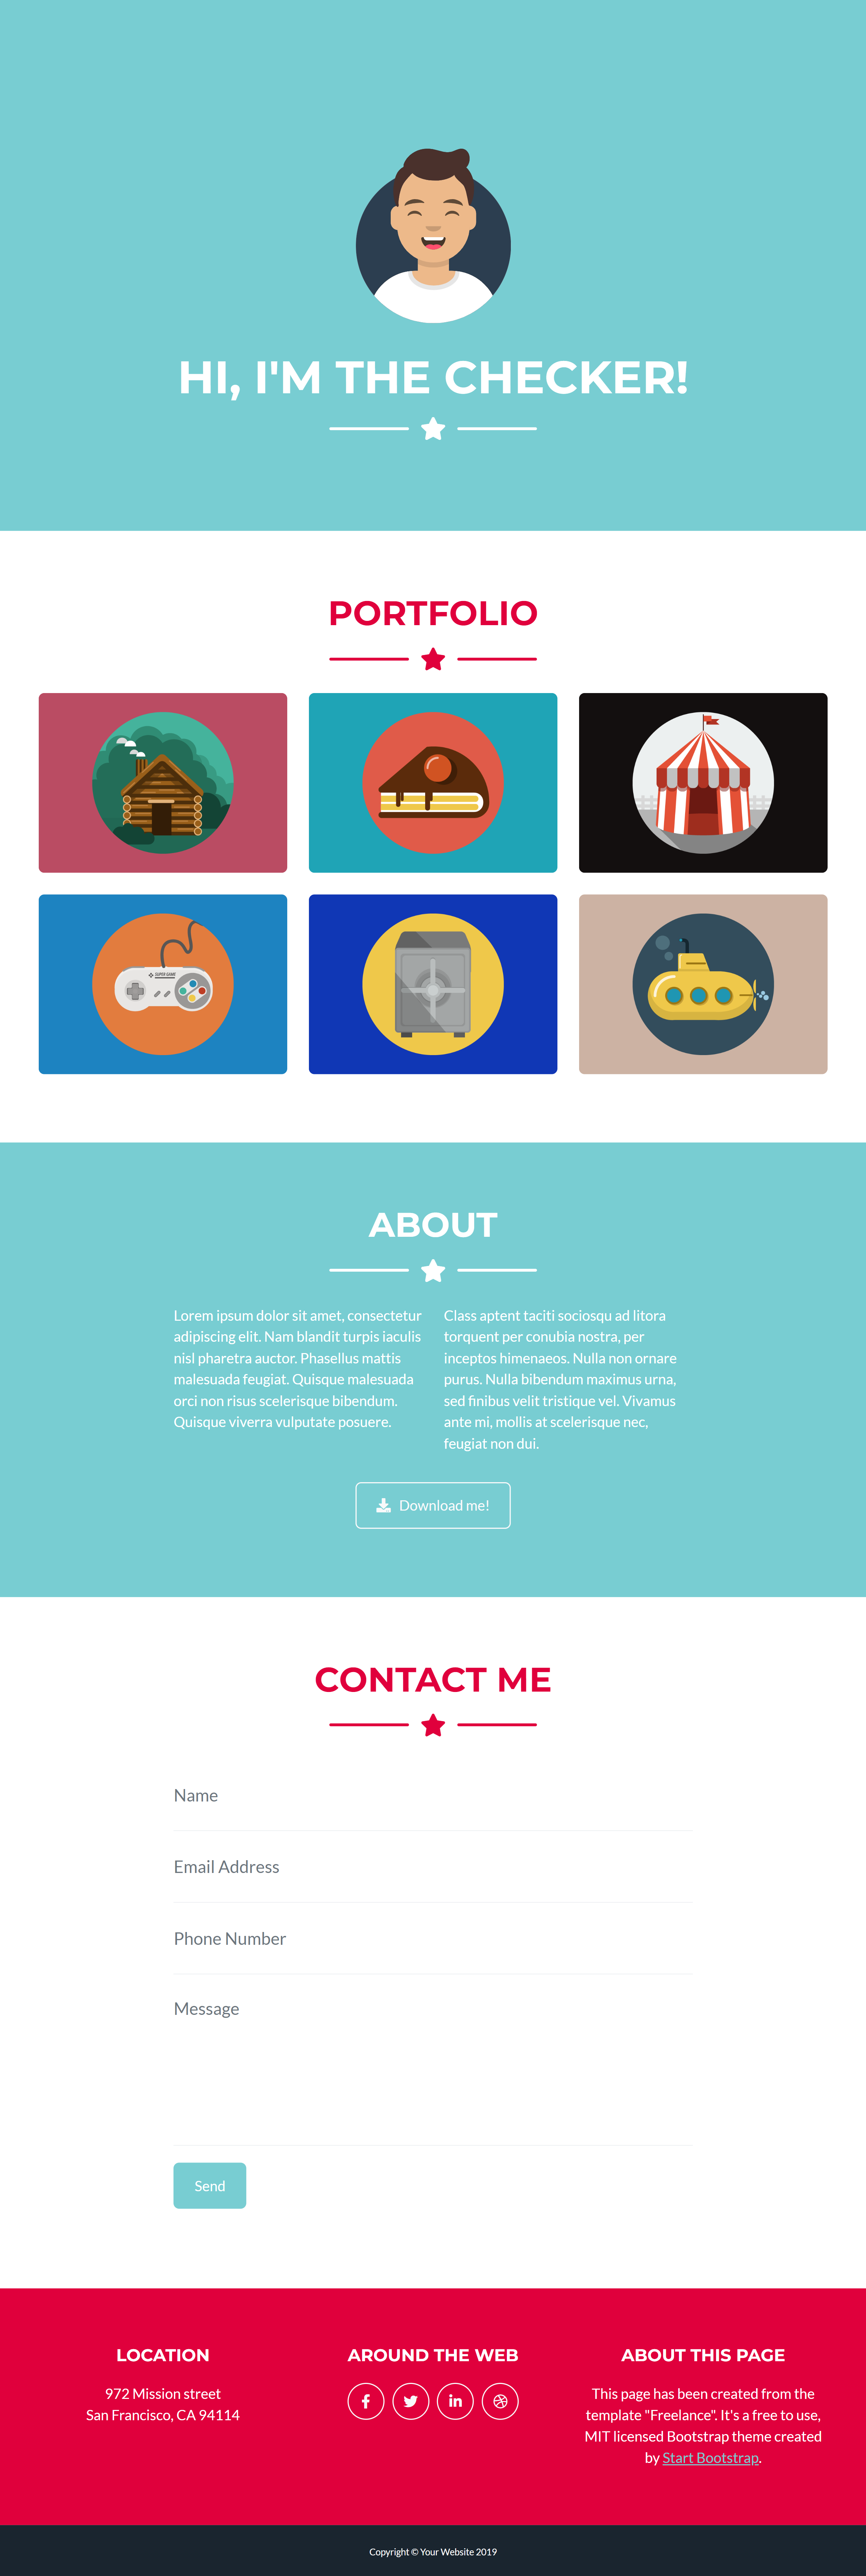 HI, I'M THE CHECKER!
PORTFOLIO
SUPER GAME
ABOUT
Lorem ipsum dolor sit amet, consectetur
adipiscing elit. Nam blandit turpis iaculis
nisl pharetra auctor. Phasellus mattis
malesuada feugiat. Quisque malesuada
orci non risus scelerisque bibendum.
Quisque viverra vulputate posuere.
Class aptent taciti sociosqu ad litora
torquent per conubia nostra, per
inceptos himenaeos. Nulla non ornare
purus. Nulla bibendum maximus urna,
sed finibus velit tristique vel. Vivamus
ante mi, mollis at scelerisque nec,
feugiat non dui.
Download me!
CONTACT ME
Name
Email Address
Phone Number
Message
Send
LOCATION
972 Mission street
San Francisco, CA 94114
AROUND THE WEB
ABOUT THIS PAGE
This page has been created from the
template "Freelance". It's a free to use,
MIT licensed Bootstrap theme created
by Start Bootstrap.
Copyright © Your Website 2019